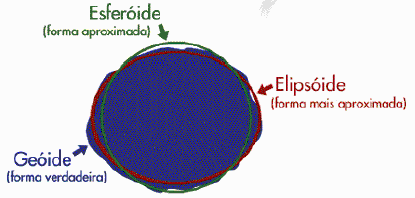 Esferóide
(forma aproximada)
Elipsóide
(forma mais aproximada)
Geóide
(forma verdadeira)